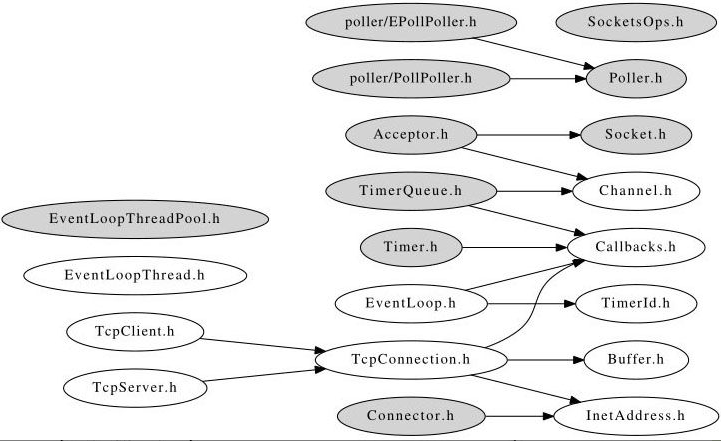 poller/EPollPoller.h
SocketsOps.h
poller/PollPoller.h
Poller.h
Acceptor.h
Socket.h
TimerQueue.h
Channel.h
EventLoopThreadPool.h
Timer.h
Callbacks.h
EventLoopThread.h
EventLoop.h
TimerId.h
TcpClient.h
TcpConnection.h
Buffer.h
TcpServer.h
Connector.h
InetAddress.h